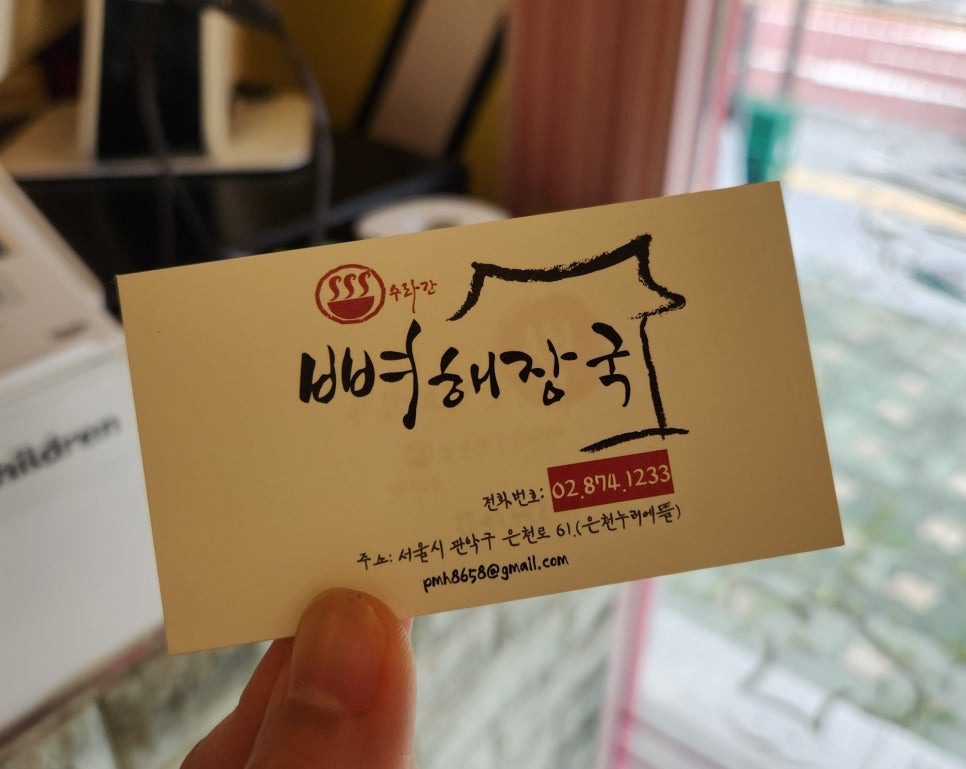 수라간
뼈해장국
전화번호: 02.874.1233
주소: 서울시 관악구 은천로 61.(은천누리에뜰)
pmh8658@gmail.com
hildren